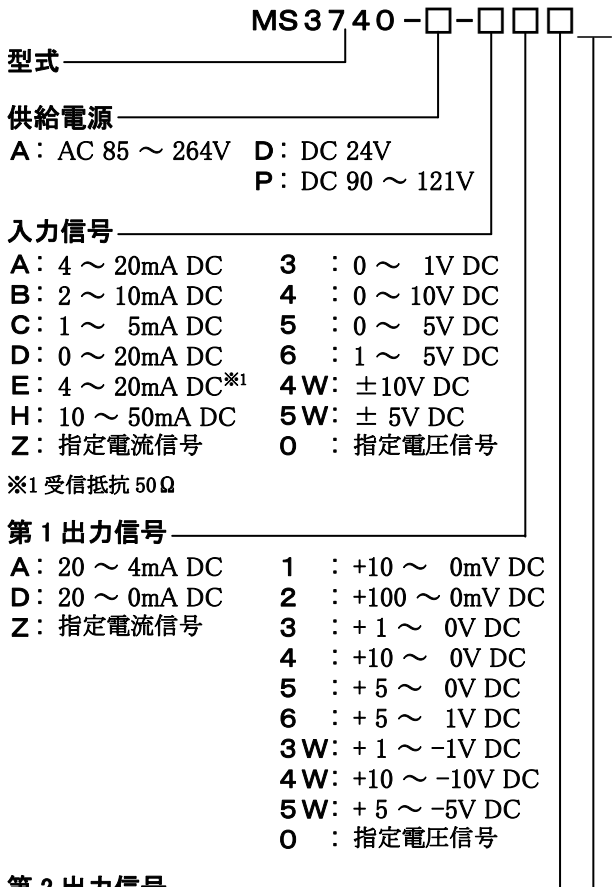 MS3740-□-□□□
型式
供給電源
A: AC 85 ～ 264V D: DC 24V
P: DC 90 ～ 121V
入力信号
A: 4 ～ 20mA DC 3 : 0 ～ 1V DC
B: 2 ～ 10mA DC 4 : 0 ～ 10V DC
C: 1 ～ 5mA DC 5 : 0 ～ 5V DC
D: 0 ～ 20mA DC 6 : 1 ～ 5V DC
E: 4 ～ 20mA DC※1 4W: ±10V DC
H: 10 ～ 50mA DC 5W: ± 5V DC
Z: 指定電流信号 0 : 指定電圧信号
※1 受信抵抗 50Ω
第1出力信号
A: 20 ～ 4mA DC 1 : +10 ～ 0mV DC
D: 20 ～ 0mA DC 2 : +100 ～ 0mV DC
Z: 指定電流信号 3 : + 1 ～ 0V DC
4 : +10 ～ 0V DC
5 : + 5 ～ 0V DC
6 : + 5 ～ 1V DC
3W: + 1 ～ -1V DC
4W: +10 ～ -10V DC
5W: + 5 ～ -5V DC
0 : 指定電圧信号